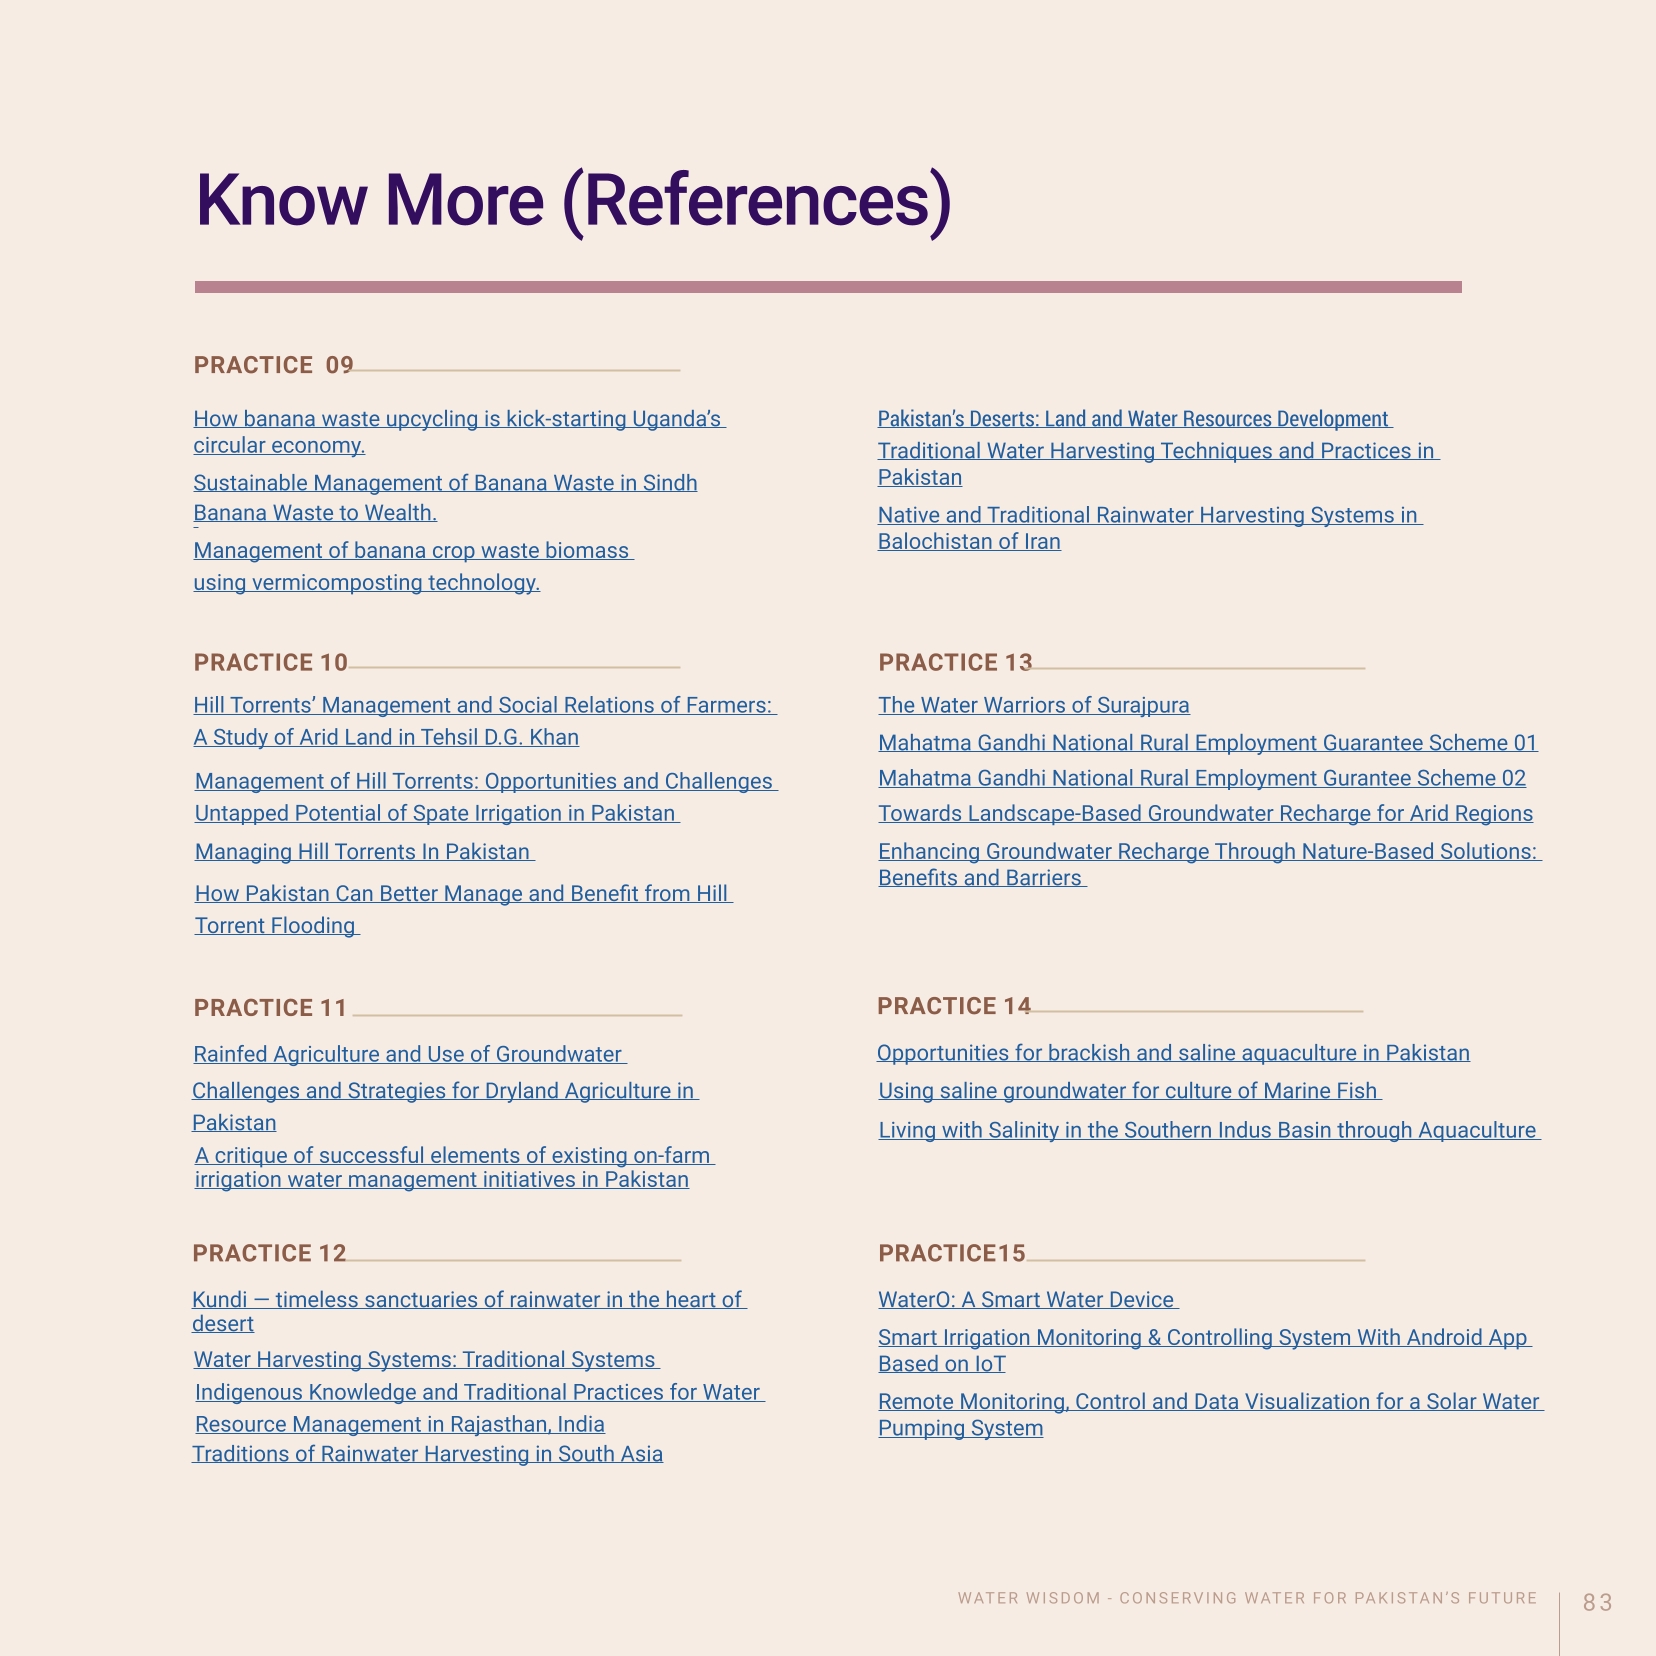 Know More (References)
PRACTICE  09
How banana waste upcycling is kick-starting Uganda’s
circular economy.
Sustainable Management of Banana Waste in Sindh
Banana Waste to Wealth.
Management of banana crop waste biomass
using vermicomposting technology.
PRACTICE 10
Hill Torrents’ Management and Social Relations of Farmers:
A Study of Arid Land in Tehsil D.G. Khan
Management of Hill Torrents: Opportunities and Challenges
Untapped Potential of Spate Irrigation in Pakistan
Managing Hill Torrents In Pakistan
How Pakistan Can Better Manage and Benefit from Hill
Torrent Flooding
PRACTICE 11
Rainfed Agriculture and Use of Groundwater
Challenges and Strategies for Dryland Agriculture in
Pakistan
A critique of successful elements of existing on-farm
irrigation water management initiatives in Pakistan
PRACTICE 12
Kundi — timeless sanctuaries of rainwater in the heart of
desert
Water Harvesting Systems: Traditional Systems
Indigenous Knowledge and Traditional Practices for Water
Resource Management in Rajasthan, India
Traditions of Rainwater Harvesting in South Asia
Pakistan’s Deserts: Land and Water Resources Development
Traditional Water Harvesting Techniques and Practices in
Pakistan
Native and Traditional Rainwater Harvesting Systems in
Balochistan of Iran
PRACTICE 13
The Water Warriors of Surajpura
Mahatma Gandhi National Rural Employment Guarantee Scheme 01
Mahatma Gandhi National Rural Employment Gurantee Scheme 02
Towards Landscape-Based Groundwater Recharge for Arid Regions
Enhancing Groundwater Recharge Through Nature-Based Solutions:
Benefits and Barriers
PRACTICE 14
Opportunities for brackish and saline aquaculture in Pakistan
Using saline groundwater for culture of Marine Fish
Living with Salinity in the Southern Indus Basin through Aquaculture
PRACTICE15
WaterO: A Smart Water Device
Smart Irrigation Monitoring & Controlling System With Android App
Based on IoT
Remote Monitoring, Control and Data Visualization for a Solar Water
Pumping System
WATER WISDOM - CONSERVING WATER FOR PAKISTAN’S FUTURE
83